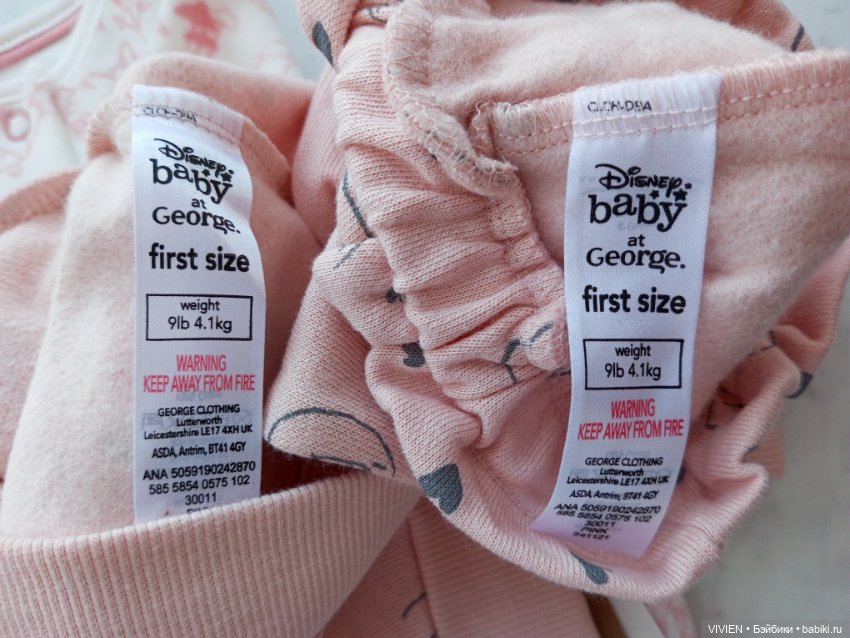 Disney
baby
at
George.
first size
weight
9lb 4.1kg
WARNING
KEEP AWAY FROM FIRE
GEORGE CLOTHING
Lutterworth
Leicestershire LE17 4XH UK
ASDA, Antrim, BT41 4GY
ANA 5059190242870
585 5854 0575 102
30011
Disney
baby
at
George.
first size
weight
9lb 4.1kg
WARNING
KEEP AWAY FROM FIRE
GEORGE CLOTHING
Lutterworth
Leicestershire LE17 4XH UK
ASDA, Antrim, BT41 4GY
ANA 5059190242870
585 5854 0575 102
30011
PINK
241121
VIVIEN • Бэйбики • babiki.ru